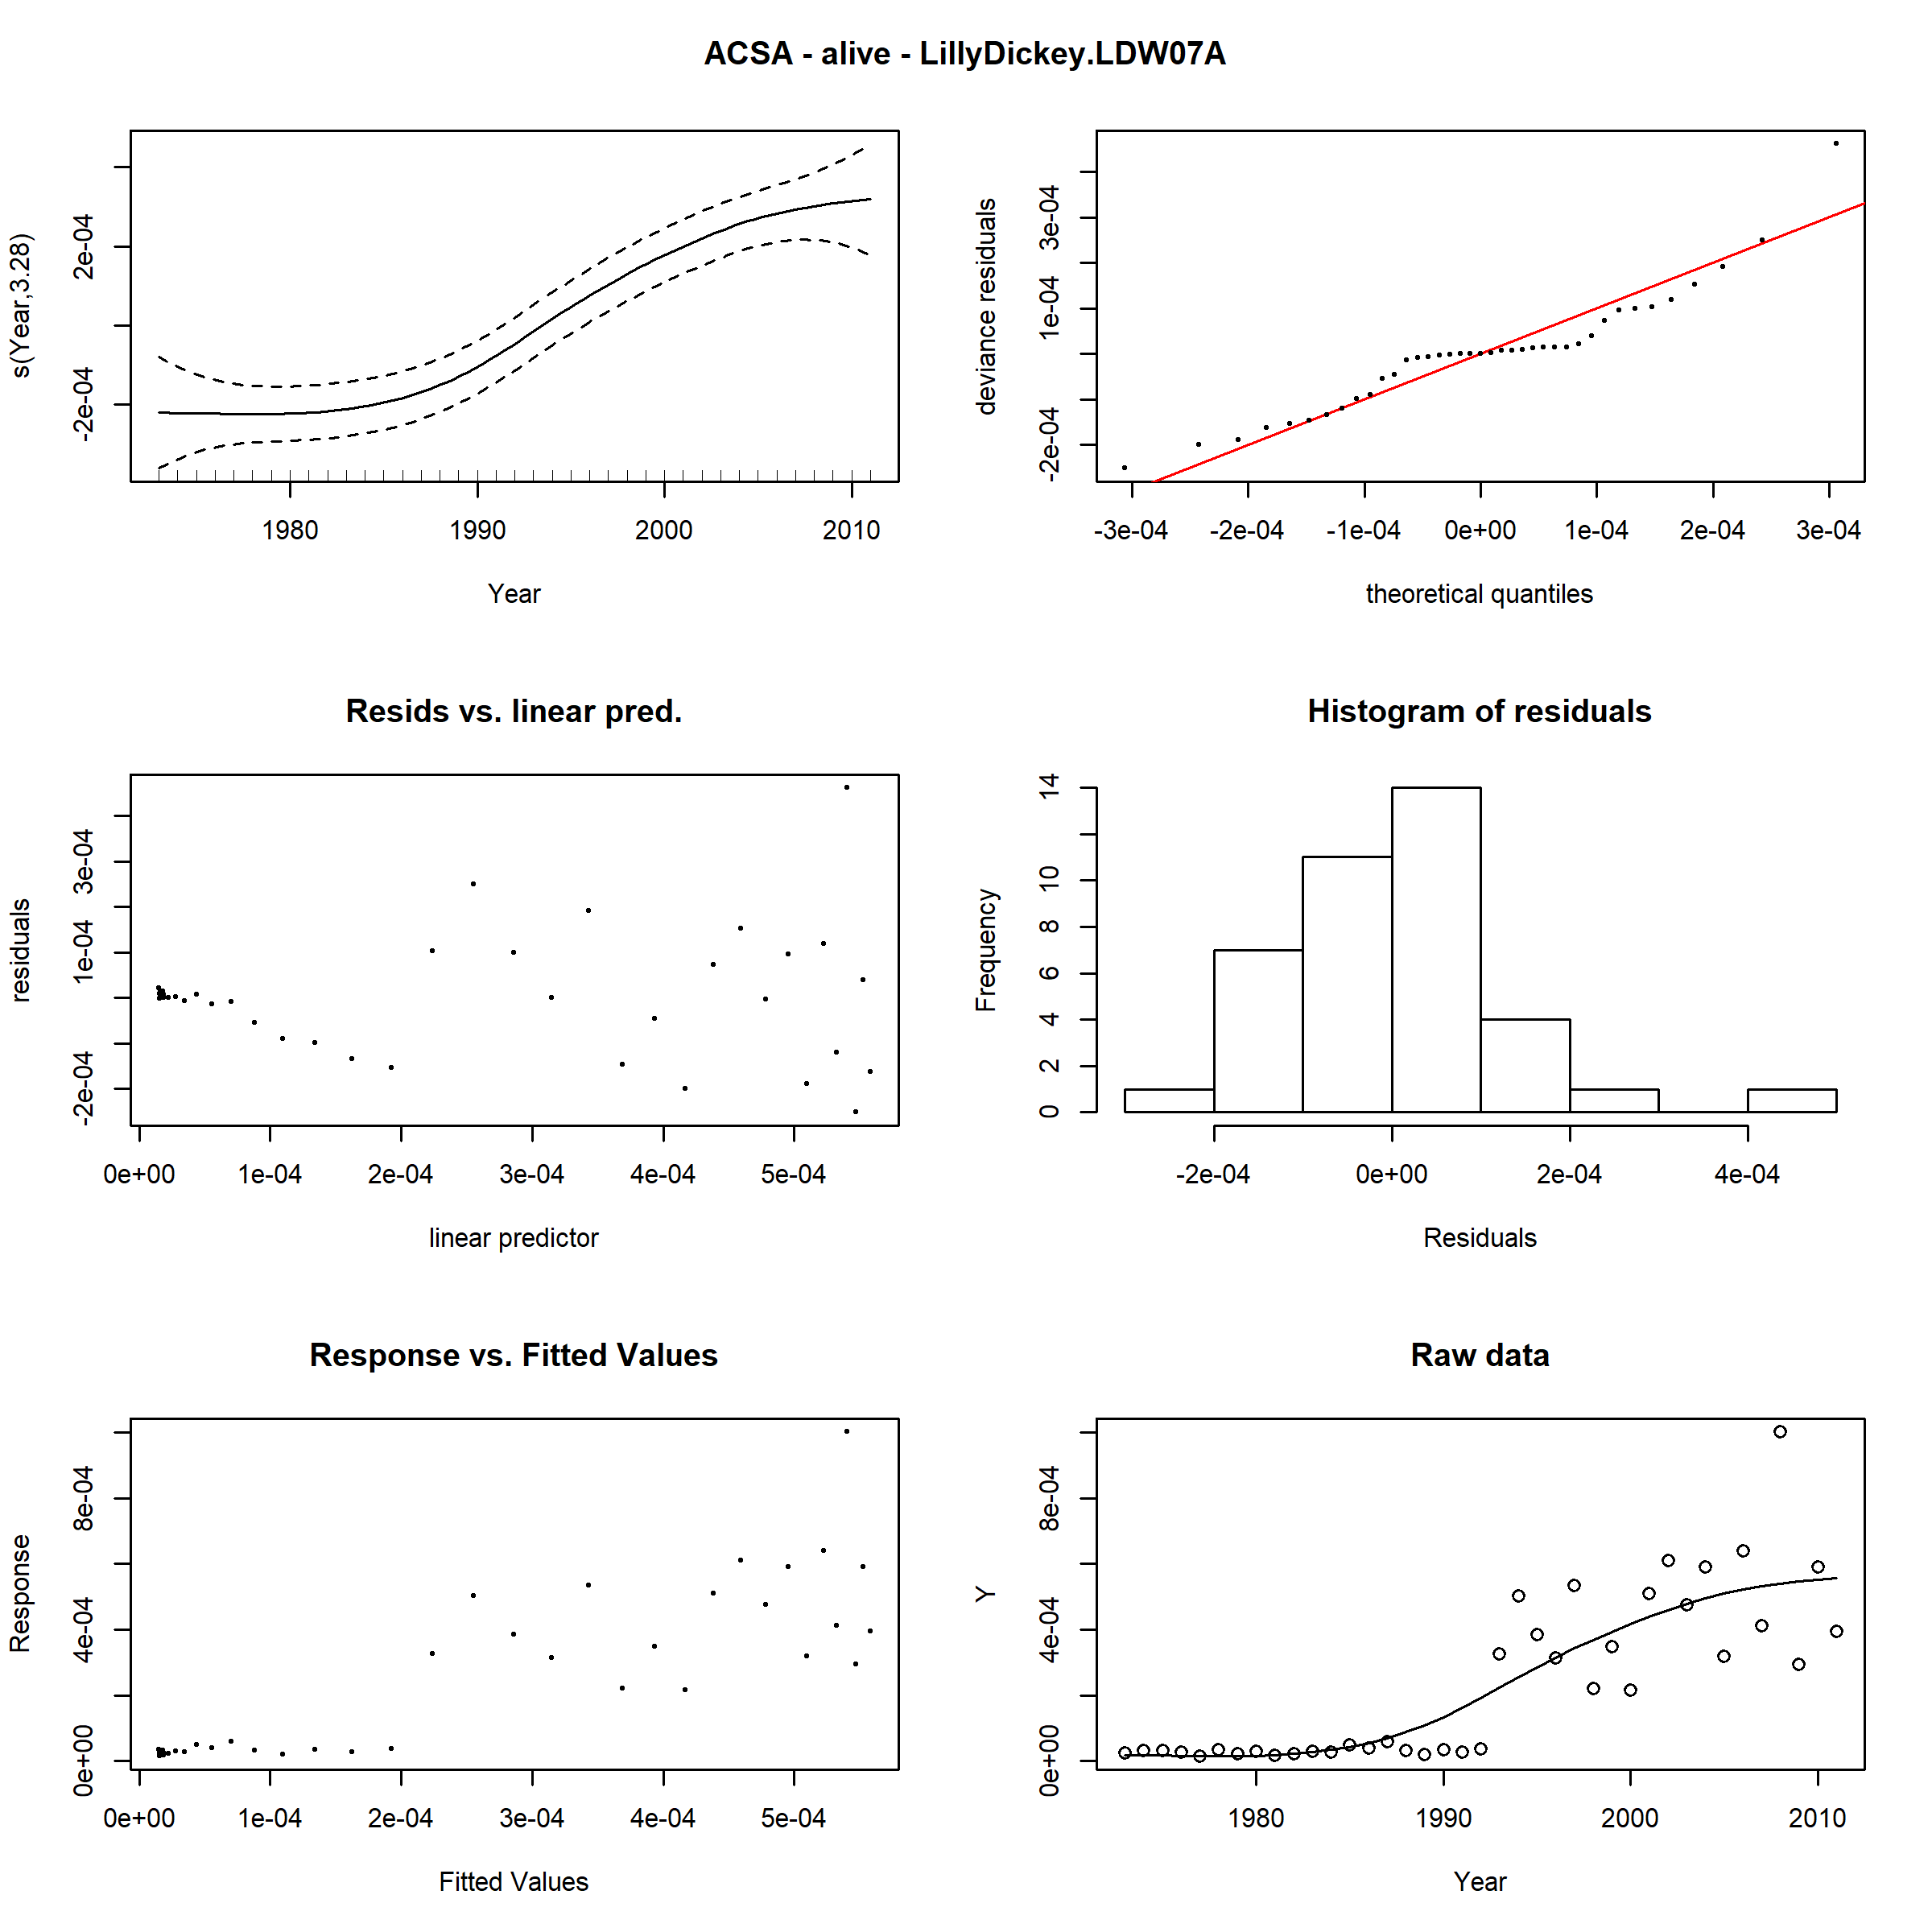 ACSA - alive - LillyDickey.LDW07A
s(Year,3.28)
-2e-04 2e-04
1980 1990 2000 2010
Year
deviance residuals
-2e-04 1e-04 3e-04
-3e-04 -2e-04 -1e-04 0e+00 1e-04 2e-04 3e-04
theoretical quantiles
Resids vs. linear pred.
residuals
-2e-04 1e-04 3e-04
0e+00 1e-04 2e-04 3e-04 4e-04 5e-04
linear predictor
Histogram of residuals
Frequency
0 2 4 6 8 10 14
-2e-04 0e+00 2e-04 4e-04
Residuals
Response vs. Fitted Values
Response
0e+00 4e-04 8e-04
0e+00 1e-04 2e-04 3e-04 4e-04 5e-04
Fitted Values
Raw data
Y
0e+00 4e-04 8e-04
1980 1990 2000 2010
Year